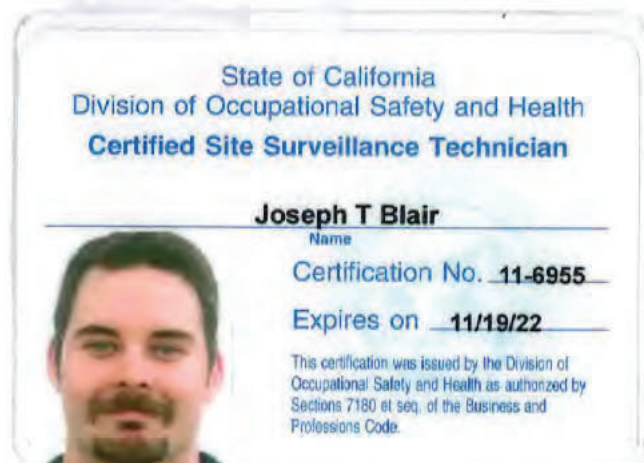 State of California
Division of Occupational Safety and Health
Certified Site Surveillance Technician
Joseph T Blair
Name
Certification No. 11-6955
Expires on 11/19/22
This certification was issued by the Division of
Occupational Safety and Health as authorized by
Sections 7180 et seq. of the Business and
Professions Code.